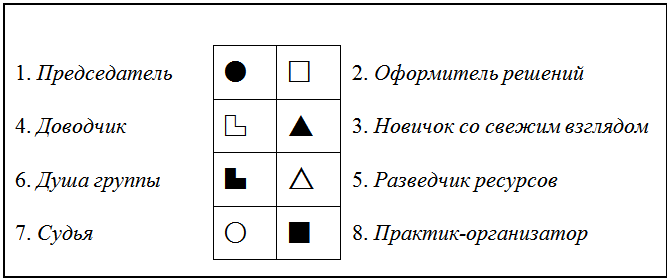 1. Председатель 2. Оформитель решений
4. Доводчик 3. Новичок со свежим взглядом
6. Душа группы 5. Разведчик ресурсов
7. Судья 8. Практик-организатор